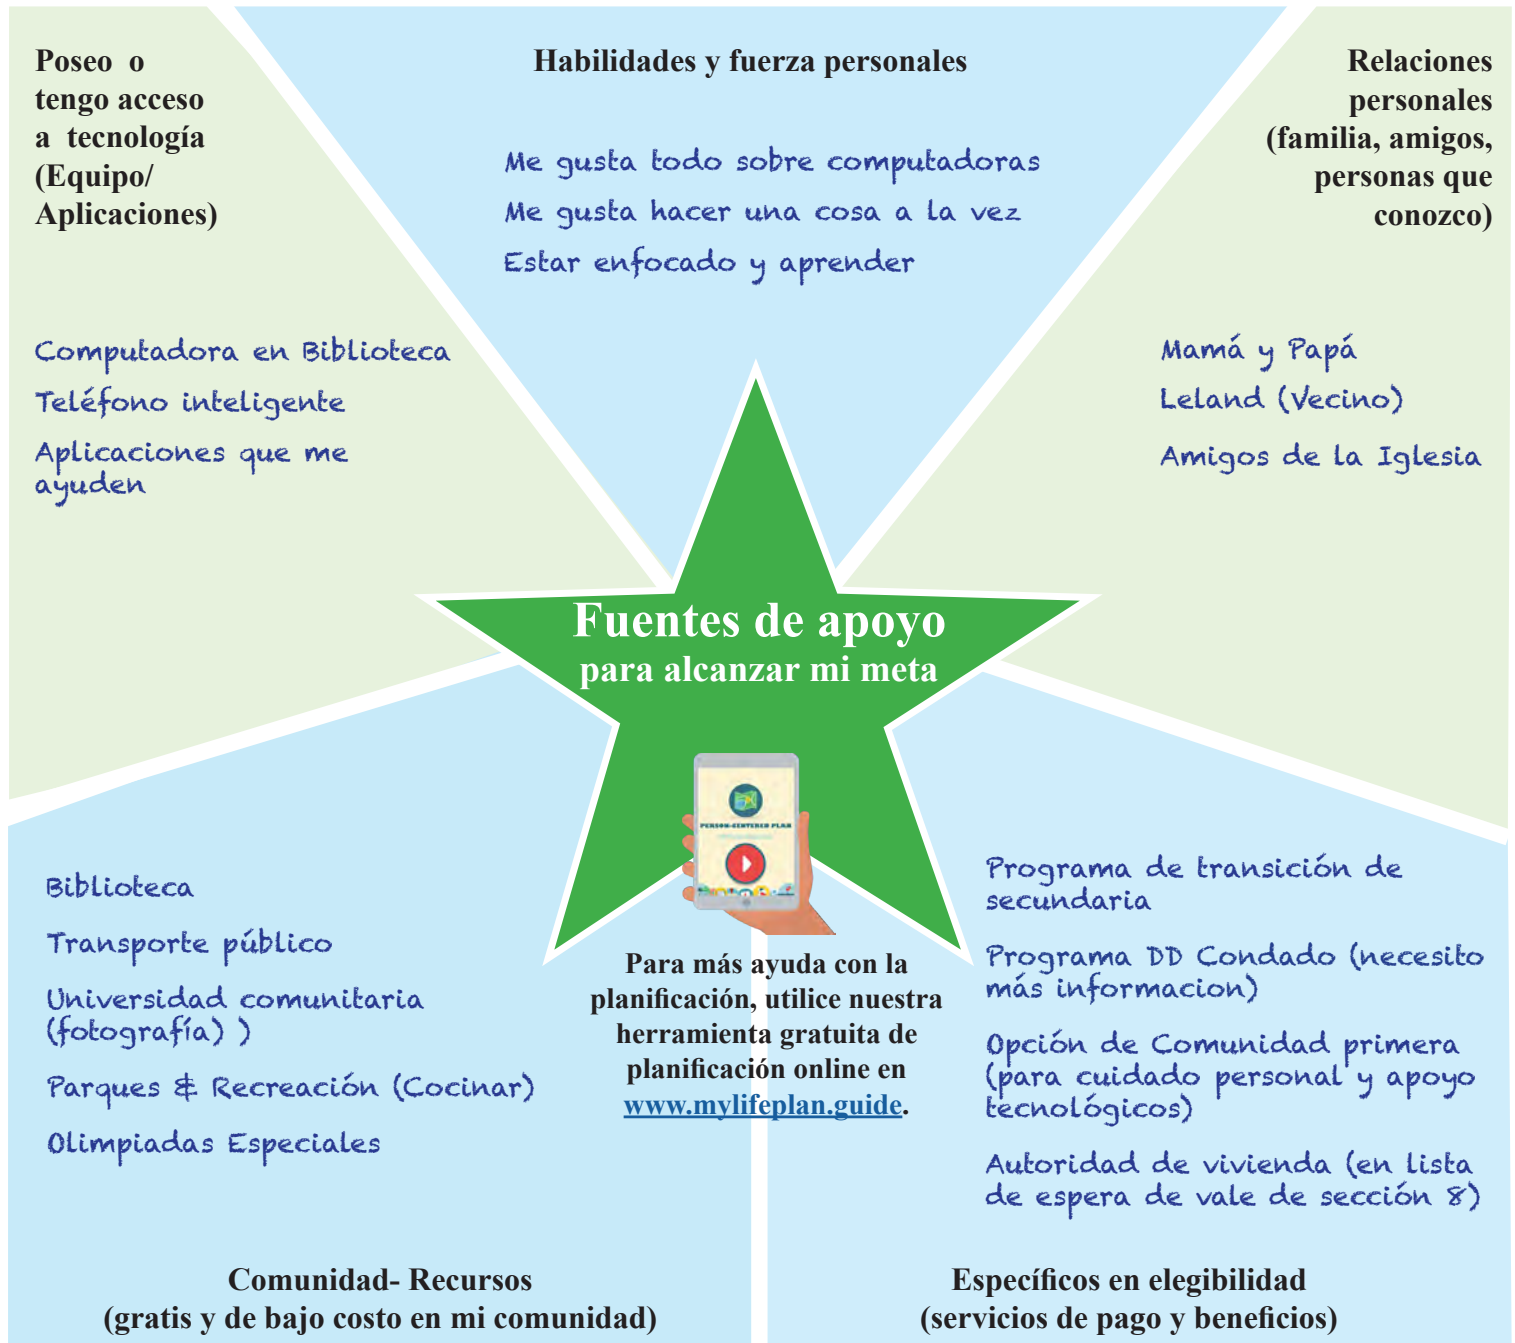 Poseo o
tengo acceso
a tecnología
(Equipo/
Aplicaciones)
Computadora en Biblioteca
Teléfono inteligente
Aplicaciones que me
ayuden
Habilidades y fuerza personales
Me gusta todo sobre computadoras
Me gusta hacer una cosa a la vez
Estar enfocado y aprender
Relaciones
personales
(familia, amigos,
personas que
conozco)
Mamá y Papá
Leland (Vecino)
Amigos de la Iglesia
Fuentes de apoyo
para alcanzar mi meta
PERSON-CENTERED PLAN
Para más ayuda con la
planificación, utilice nuestra
herramienta gratuita de
planificación online en
www.mylifeplan.guide.
Biblioteca
Transporte público
Universidad comunitaria
(fotografía) )
Parques & Recreación (Cocinar)
Olimpiadas Especiales
Comunidad- Recursos
(gratis y de bajo costo en mi comunidad)
Programa de transición de
secundaria
Programa DD Condado (necesito
más informacion)
Opción de Comunidad primera
(para cuidado personal y apoyo
tecnológicos)
Autoridad de vivienda (en lista
de espera de vale de sección 8)
Específicos en elegibilidad
(servicios de pago y beneficios)